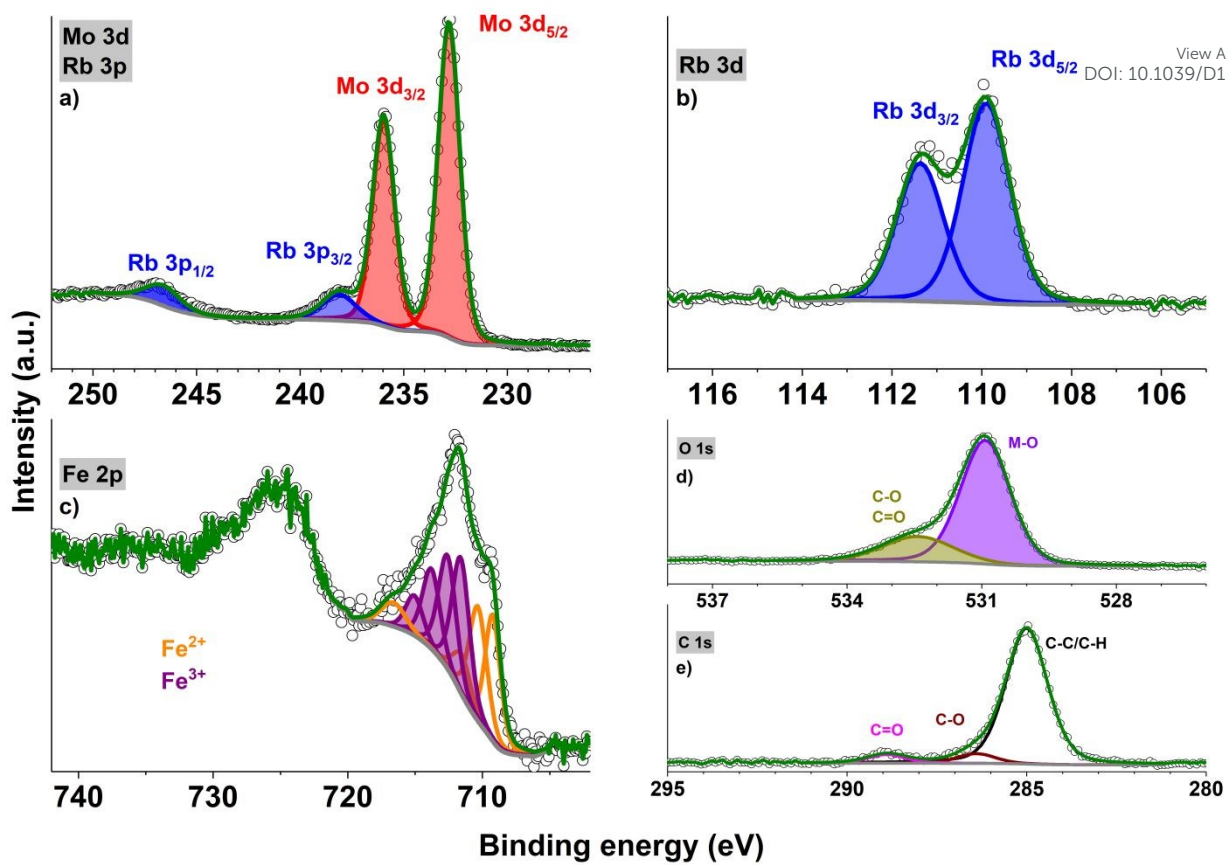 Mo 3d
Rb 3p
a)
Mo 3d5/2
Mo 3d3/2
Rb 3p3/2
Rb 3p1/2
250 245 240 235 230
Rb 3d
b)
Rb 3d5/2
Rb 3d3/2
View A
DOI: 10.1039/D1
116 114 112 110 108 106
Fe 2p
c)
Fe2+
Fe3+
740 730 720 710
O 1s
d)
M-O
C-O
C=O
537 534 531 528
C 1s
e)
C-C/C-H
C-O
C=O
295 290 285 280
Intensity (a.u.)
Binding energy (eV)